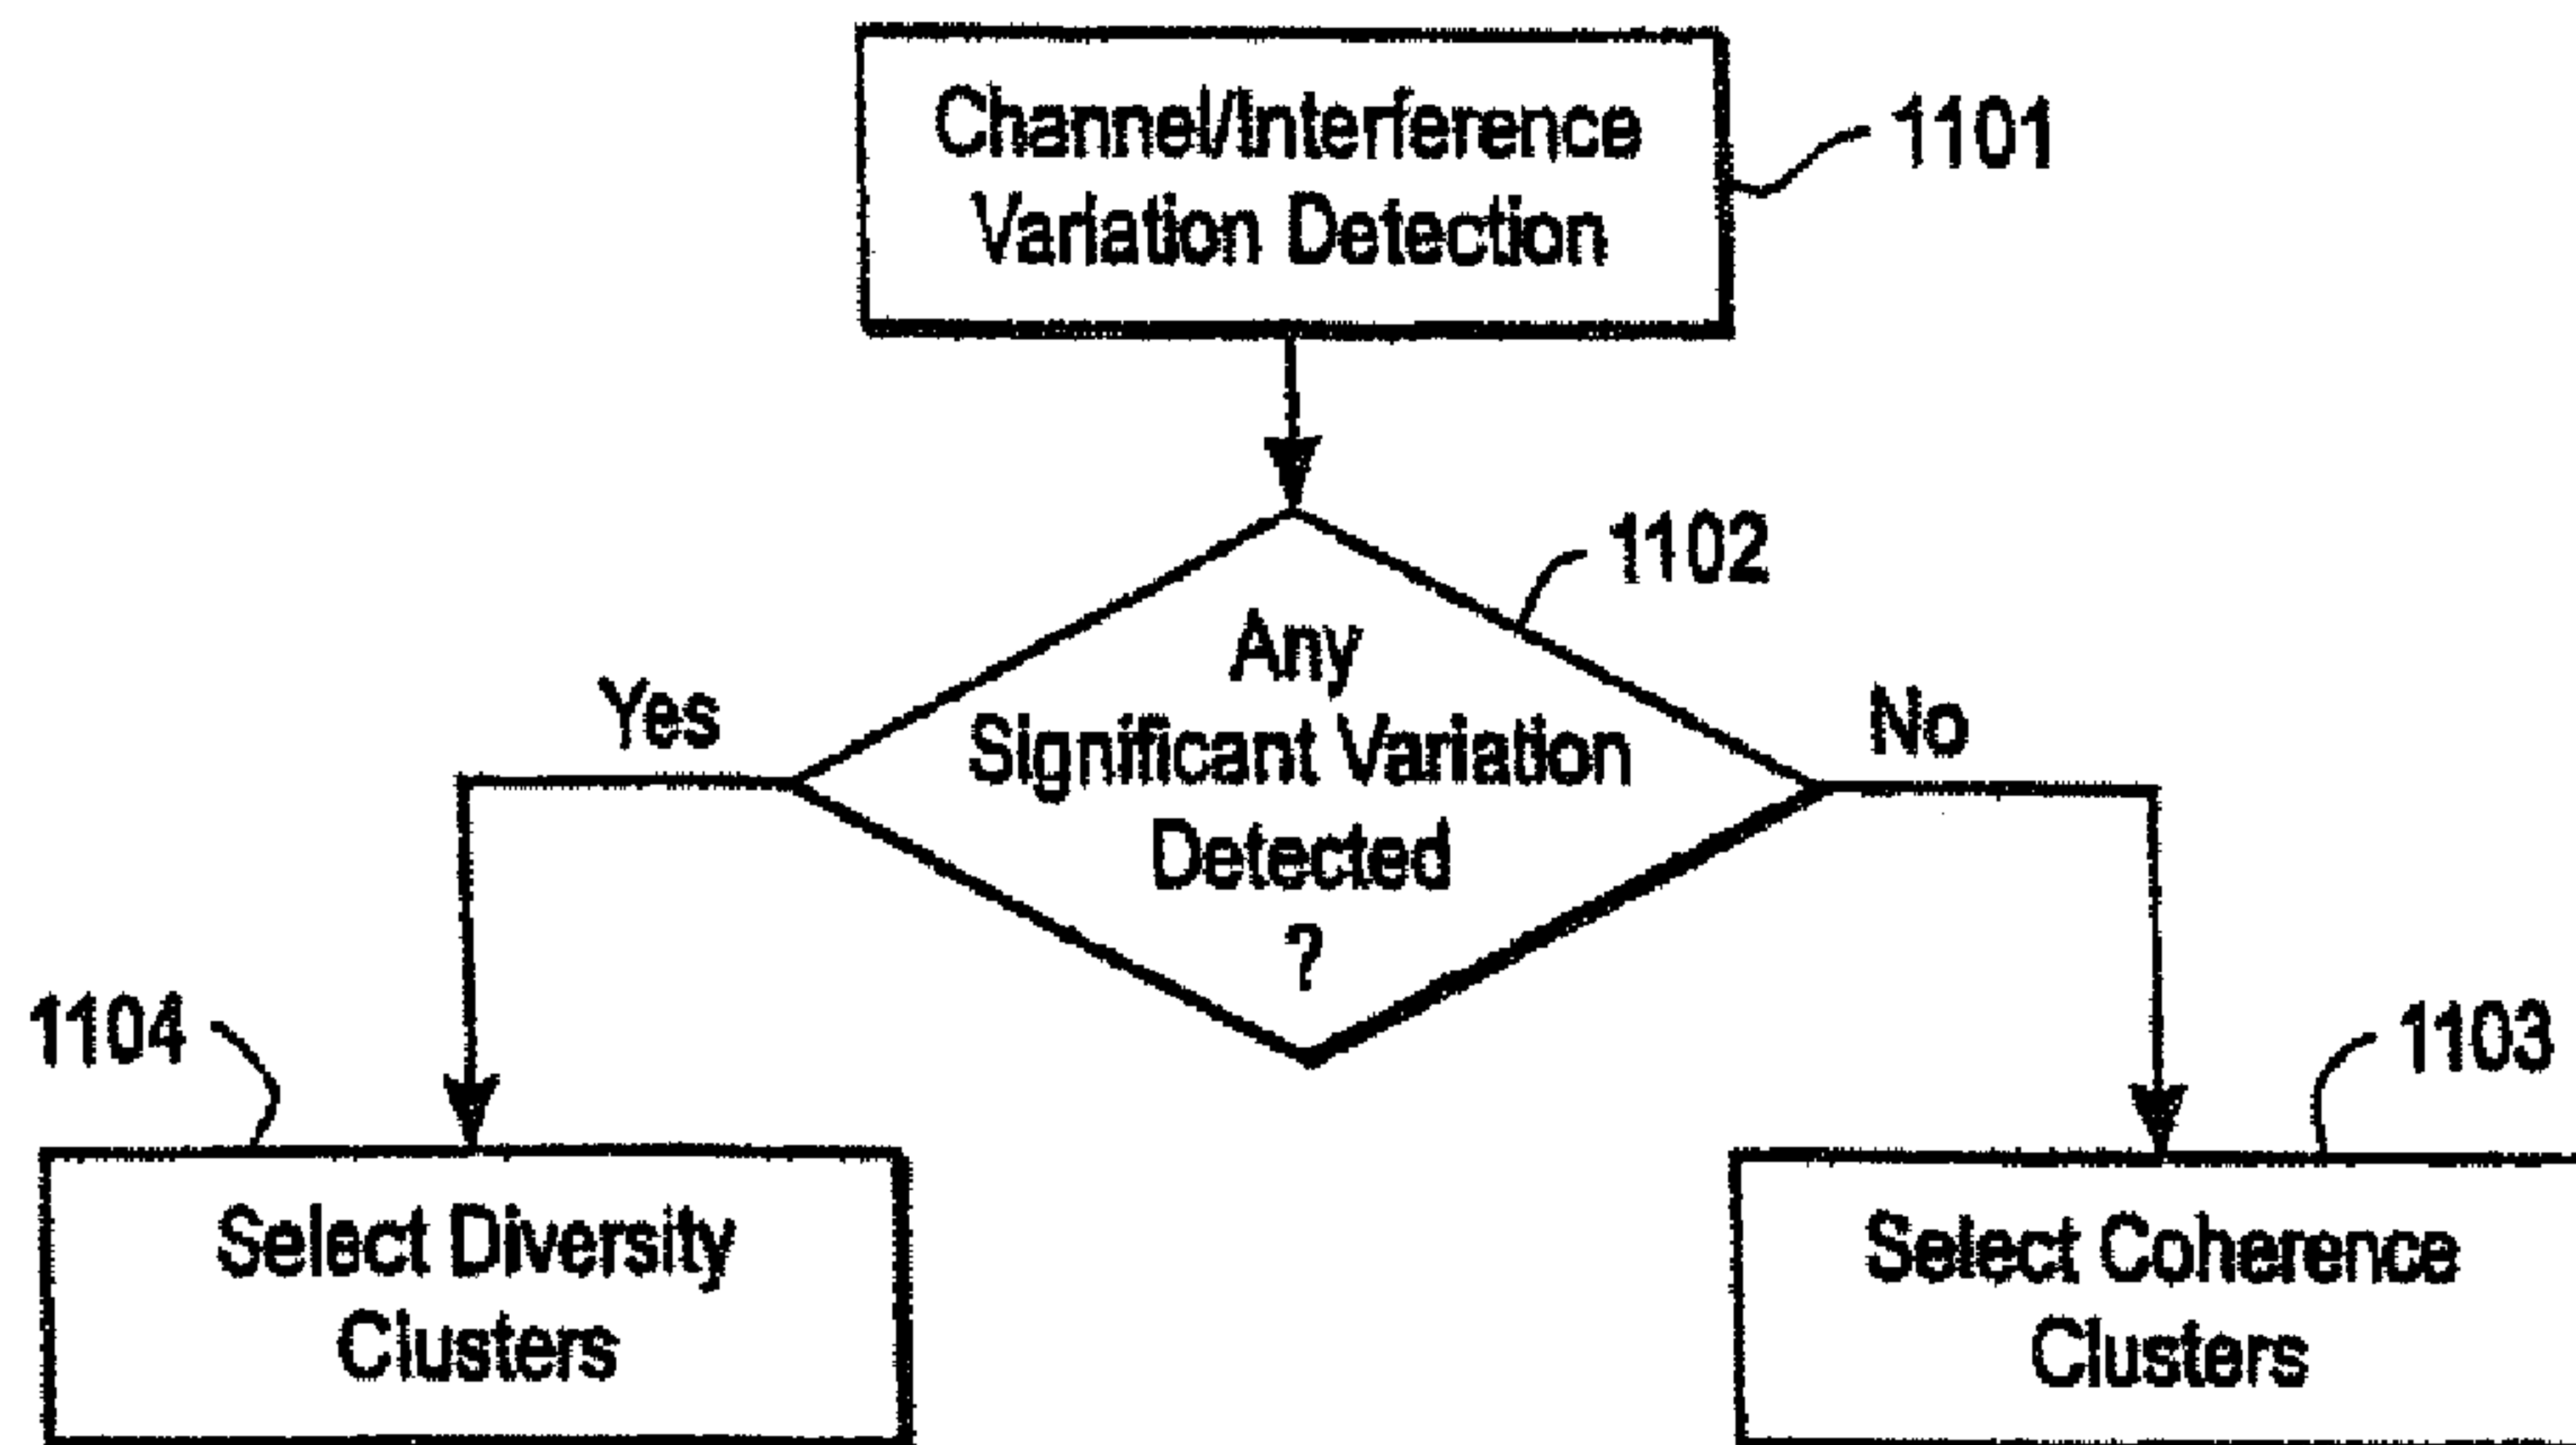 Channel/Interference
Variation Detection
1101
1102
Any
Significant Variation
Detected
?
Yes
No
1104
1103
Select Diversity
Clusters
Select Coherence
Clusters